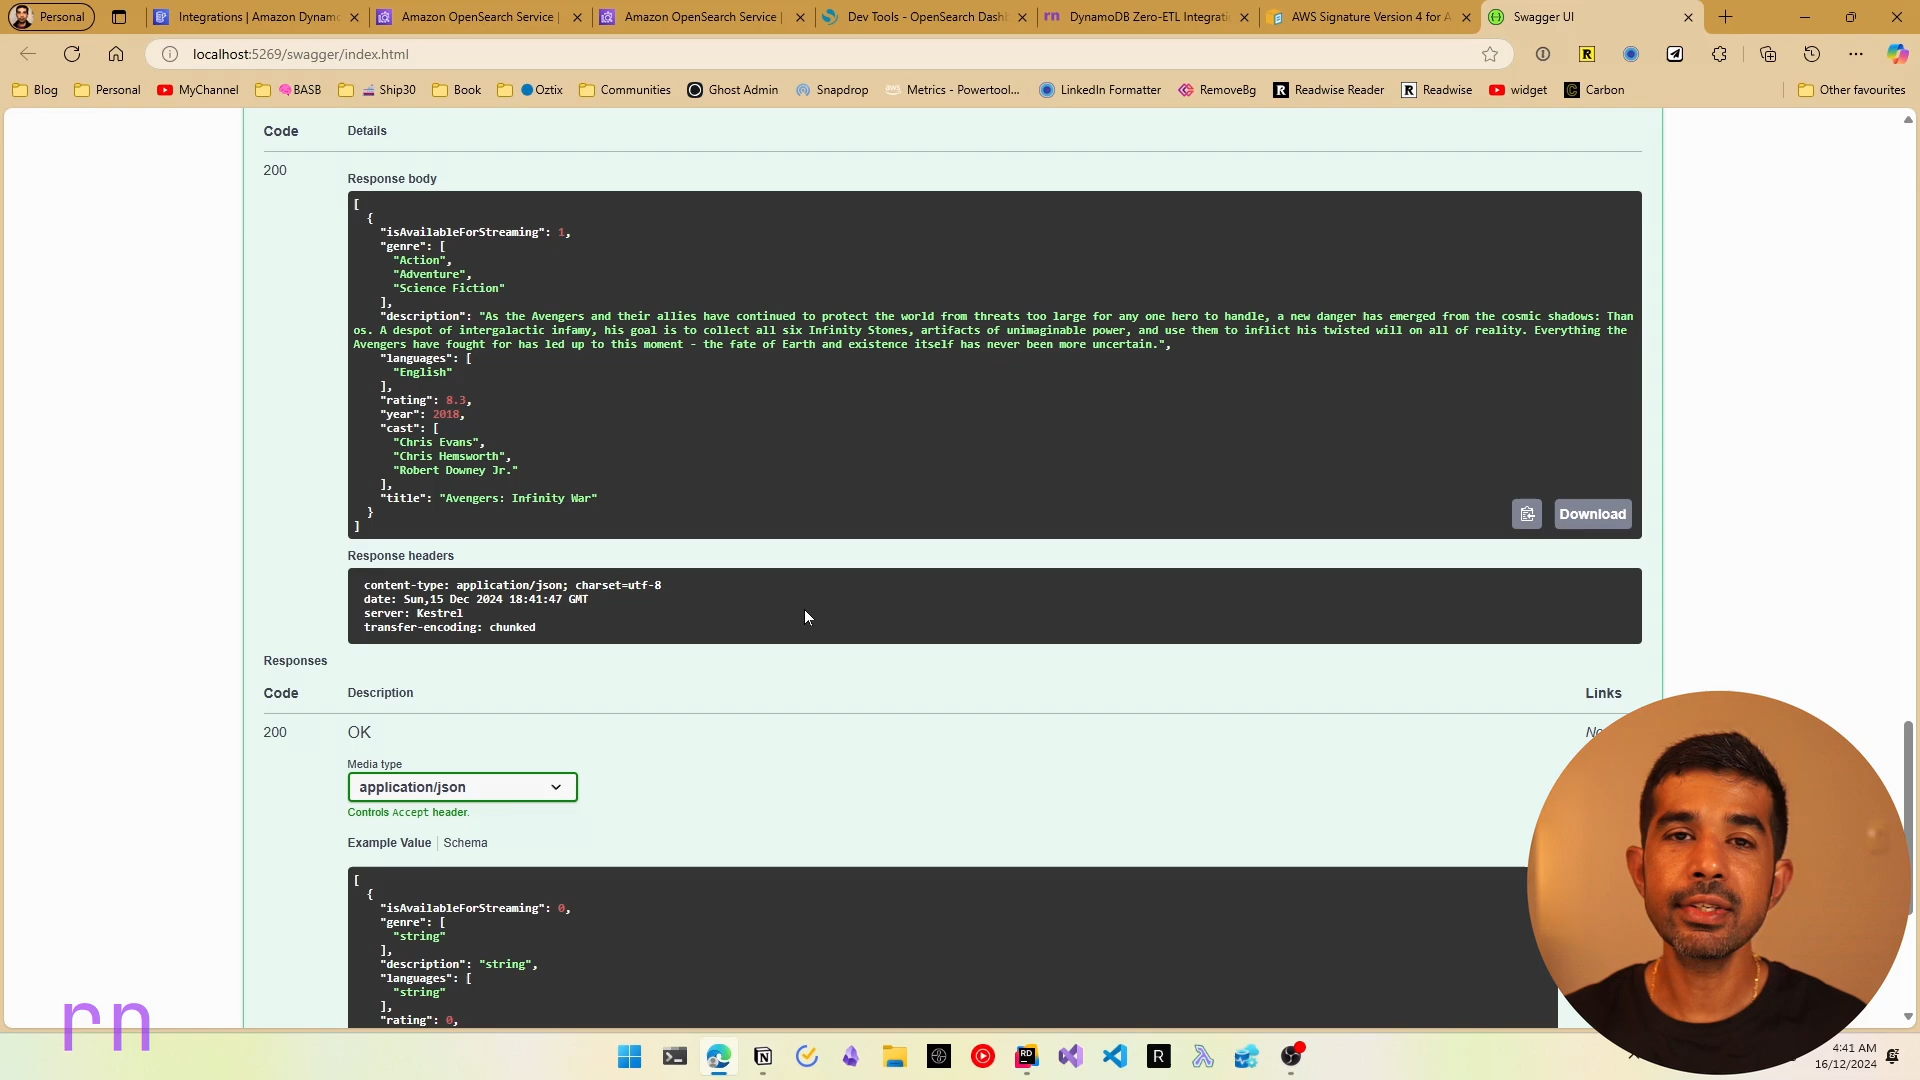 Personal
Integrations | Amazon Dynamo
Amazon OpenSearch Service |
Amazon OpenSearch Service |
Dev Tools - OpenSearch Dashb
rn DynamoDB Zero-ETL Integrati
AWS Signature Version 4 for A
Swagger UI
localhost:5269/swagger/index.html
Blog
Personal
MyChannel
BASB
Ship30
Book
Oztix
Communities
Ghost Admin
Snapdrop
Metrics - Powertool...
LinkedIn Formatter
RemoveBg
Readwise Reader
Readwise
widget
Carbon
Other favourites
Code Details
200
Response body
[
{
"isAvailableForStreaming": 1,
"genre": [
"Action",
"Adventure",
"Science Fiction"
],
"description": "As the Avengers and their allies have continued to protect the world from threats too large for any one hero to handle, a new danger has emerged from the cosmic shadows: Than
os. A despot of intergalactic infamy, his goal is to collect all six Infinity Stones, artifacts of unimaginable power, and use them to inflict his twisted will on all of reality. Everything the
Avengers have fought for has led up to this moment - the fate of Earth and existence itself has never been more uncertain.",
"languages": [
"English"
],
"rating": 8.3,
"year": 2018,
"cast": [
"Chris Evans",
"Chris Hemsworth",
"Robert Downey Jr."
],
"title": "Avengers: Infinity War"
}
]
Download
Response headers
content-type: application/json; charset=utf-8
date: Sun,15 Dec 2024 18:41:47 GMT
server: Kestrel
transfer-encoding: chunked
Responses
Code Description Links
200 OK
Media type
application/json
Controls Accept header.
Example Value | Schema
[
{
"isAvailableForStreaming": 0,
"genre": [
"string"
],
"description": "string",
"languages": [
"string"
],
"rating": 0,
rn
4:41 AM
16/12/2024